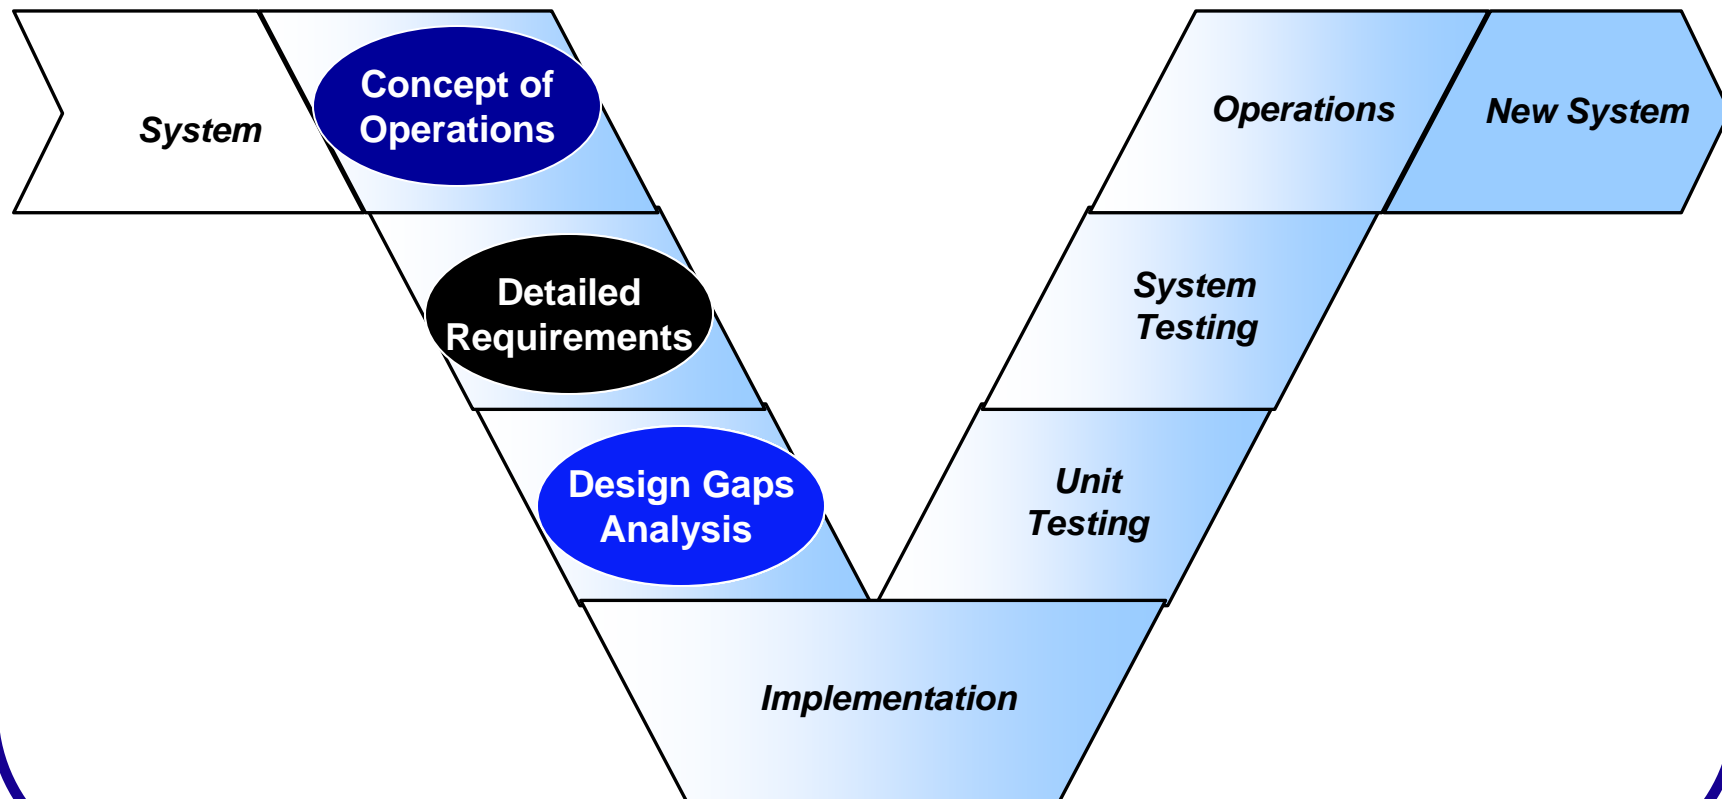 System
Concept of
Operations
Detailed
Requirements
Design Gaps
Analysis
Implementation
Unit
Testing
System
Testing
Operations
New System